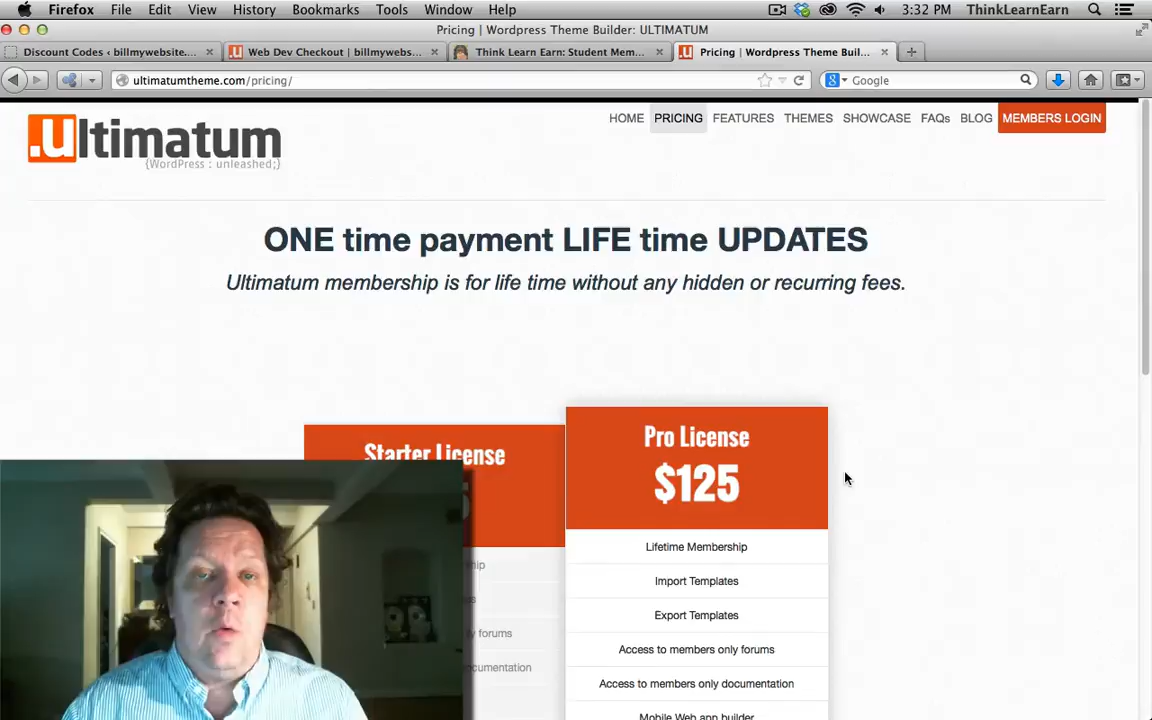 Firefox File Edit View History Bookmarks Tools Window Help 3:32 PM ThinkLearnEarn
Pricing | Wordpress Theme Builder: ULTIMATUM
Discount Codes ‹ billmywebsite.... × Web Dev Checkout | billmywebs... × Think Learn Earn: Student Mem... × Pricing | Wordpress Theme Buil... × +
ultimatumtheme.com/pricing/ Google
.ultimatum
{WordPress : unleashed;}
HOME PRICING FEATURES THEMES SHOWCASE FAQs BLOG MEMBERS LOGIN
ONE time payment LIFE time UPDATES
Ultimatum membership is for life time without any hidden or recurring fees.
Starter License
Pro License
$125
Lifetime Membership
Import Templates
Export Templates
Access to members only forums
Access to members only documentation
Mobile Web app builder
forums